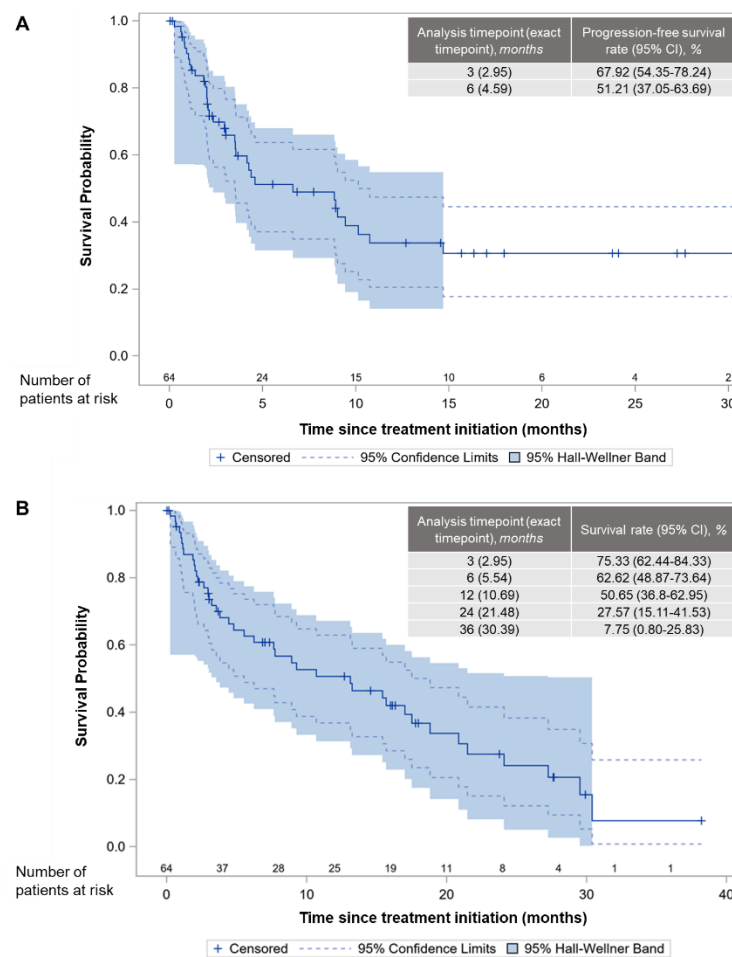 A
Analysis timepoint (exact timepoint), months
Progression-free survival rate (95% CI), %
3 (2.95) 67.92 (54.35-78.24)
6 (4.59) 51.21 (37.05-63.69)
Survival Probability
1.0
0.8
0.6
0.4
0.2
0.0
Number of patients at risk
64 24 15 10 6 4 2
0 5 10 15 20 25 30
Time since treatment initiation (months)
+ Censored 95% Confidence Limits 95% Hall-Wellner Band
B
Analysis timepoint (exact timepoint), months
Survival rate (95% CI), %
3 (2.95) 75.33 (62.44-84.33)
6 (5.54) 62.62 (48.87-73.64)
12 (10.69) 50.65 (36.8-62.95)
24 (21.48) 27.57 (15.11-41.53)
36 (30.39) 7.75 (0.80-25.83)
Survival Probability
1.0
0.8
0.6
0.4
0.2
0.0
Number of patients at risk
64 37 28 25 19 11 8 4 1 1
0 10 20 30 40
Time since treatment initiation (months)
+ Censored 95% Confidence Limits 95% Hall-Wellner Band